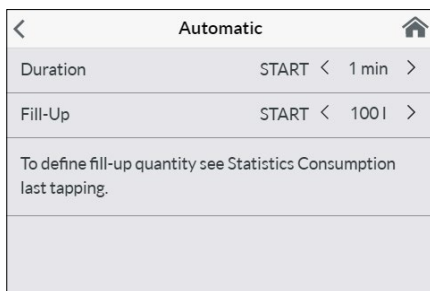 Automatic
Duration START < 1 min >
Fill-Up START < 100 l >
To define fill-up quantity see Statistics Consumption
last tapping.